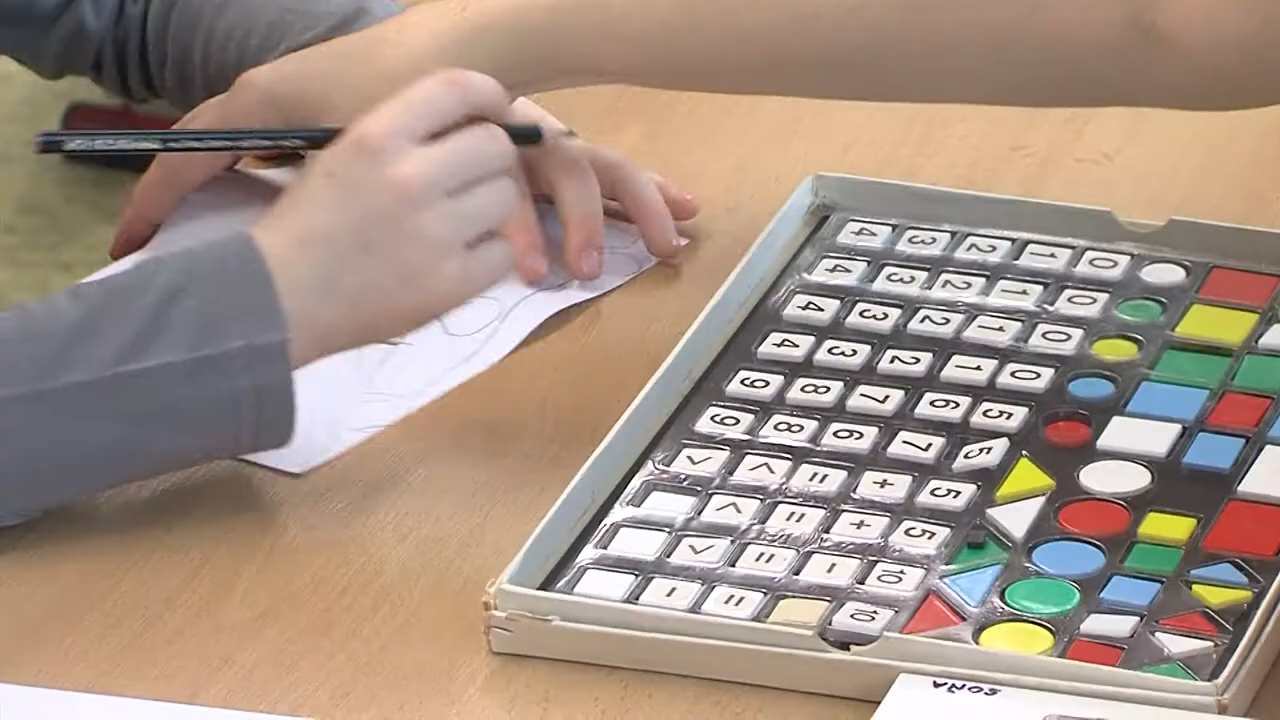 4 3 2 1 0
4 3 2 1 0
4 3 2 1 0
4 3 2 1 0
9 8 7 6 5
9 8 6 7 5
> < = + 5
< = + 5
> = - 10
- = 10
SOŇA